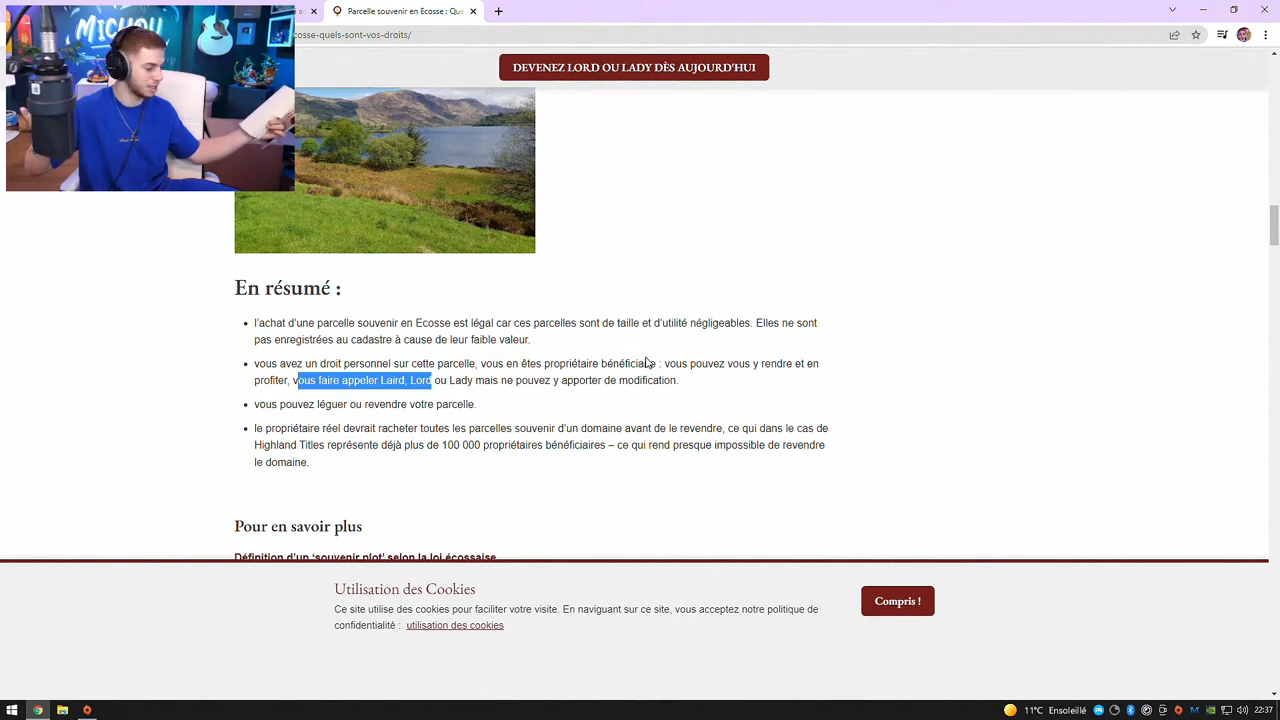 MICHOU
Parcelle souvenir en Ecosse : Que
cosse-quels-sont-vos-droits/
DEVENEZ LORD OU LADY DÈS AUJOURD'HUI
En résumé :
• l'achat d'une parcelle souvenir en Ecosse est légal car ces parcelles sont de taille et d'utilité négligeables. Elles ne sont
pas enregistrées au cadastre à cause de leur faible valeur.
• vous avez un droit personnel sur cette parcelle, vous en êtes propriétaire bénéficiaire : vous pouvez vous y rendre et en
profiter, vous faire appeler Laird, Lord ou Lady mais ne pouvez y apporter de modification.
• vous pouvez léguer ou revendre votre parcelle.
• le propriétaire réel devrait racheter toutes les parcelles souvenir d'un domaine avant de le revendre, ce qui dans le cas de
Highland Titles représente déjà plus de 100 000 propriétaires bénéficiaires – ce qui rend presque impossible de revendre
le domaine.
Pour en savoir plus
Définition d'un 'souvenir plot' selon la loi écossaise
Utilisation des Cookies
Ce site utilise des cookies pour faciliter votre visite. En naviguant sur ce site, vous acceptez notre politique de
confidentialité : utilisation des cookies
Compris !
11°C Ensoleillé
22:37